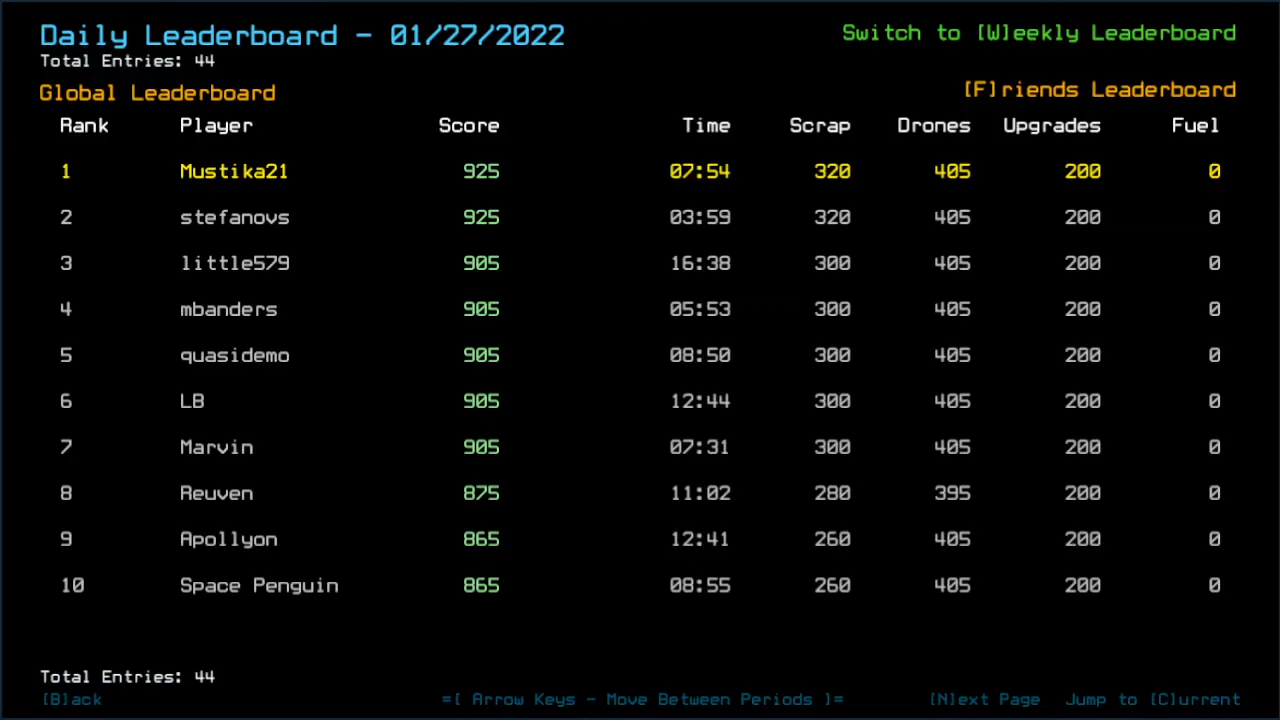 Daily Leaderboard - 01/27/2022 Switch to [W]eekly Leaderboard
Total Entries: 44
Global Leaderboard [F]riends Leaderboard
Rank Player Score Time Scrap Drones Upgrades Fuel
1 Mustika21 925 07:54 320 405 200 0
2 stefanovs 925 03:59 320 405 200 0
3 little579 905 16:38 300 405 200 0
4 mbanders 905 05:53 300 405 200 0
5 quasidemo 905 08:50 300 405 200 0
6 LB 905 12:44 300 405 200 0
7 Marvin 905 07:31 300 405 200 0
8 Reuven 875 11:02 280 395 200 0
9 Apollyon 865 12:41 260 405 200 0
10 Space Penguin 865 08:55 260 405 200 0
Total Entries: 44
[B]ack =[ Arrow Keys - Move Between Periods ]= [N]ext Page Jump to [C]urrent